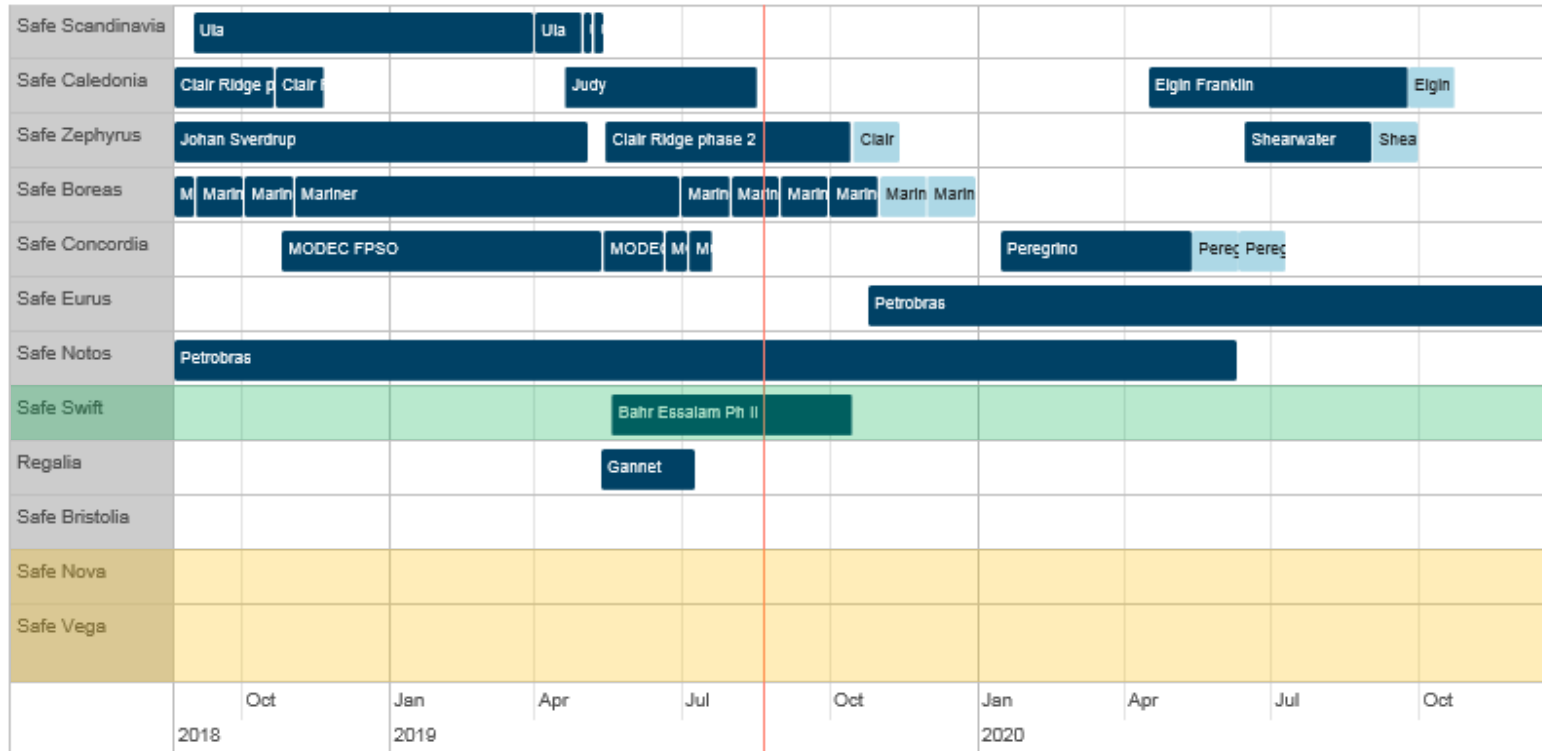 Safe Scandinavia
Ula
Ula
Safe Caledonia
Clair Ridge p
Clair
Judy
Elgin Franklin
Elgin
Safe Zephyrus
Johan Sverdrup
Clair Ridge phase 2
Clair
Shearwater
Shea
Safe Boreas
M
Marin
Marin
Mariner
Marin
Marin
Marin
Marin
Marin
Marin
Safe Concordia
MODEC FPSO
MODEC
M
M
Peregrino
Pereg
Pereg
Safe Eurus
Petrobras
Safe Notos
Petrobras
Safe Swift
Bahr Essalam Ph II
Regalia
Gannet
Safe Bristolia
Safe Nova
Safe Vega
Oct
Jan
Apr
Jul
Oct
Jan
Apr
Jul
Oct
2018
2019
2020